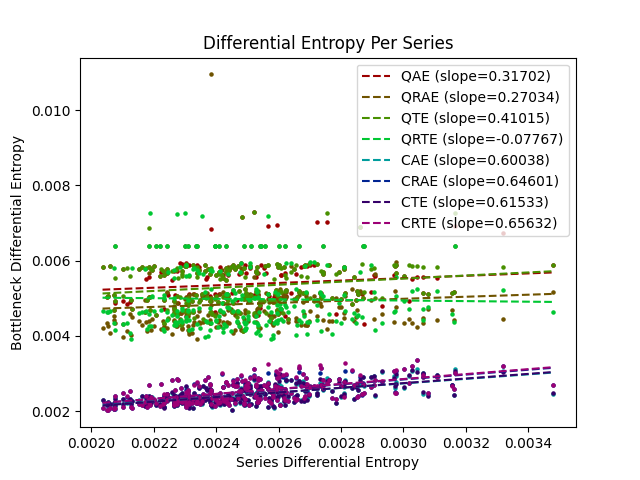 Differential Entropy Per Series
Bottleneck Differential Entropy
0.010
0.008
0.006
0.004
0.002
QAE (slope=0.31702)
QRAE (slope=0.27034)
QTE (slope=0.41015)
QRTE (slope=-0.07767)
CAE (slope=0.60038)
CRAE (slope=0.64601)
CTE (slope=0.61533)
CRTE (slope=0.65632)
0.0020 0.0022 0.0024 0.0026 0.0028 0.0030 0.0032 0.0034
Series Differential Entropy